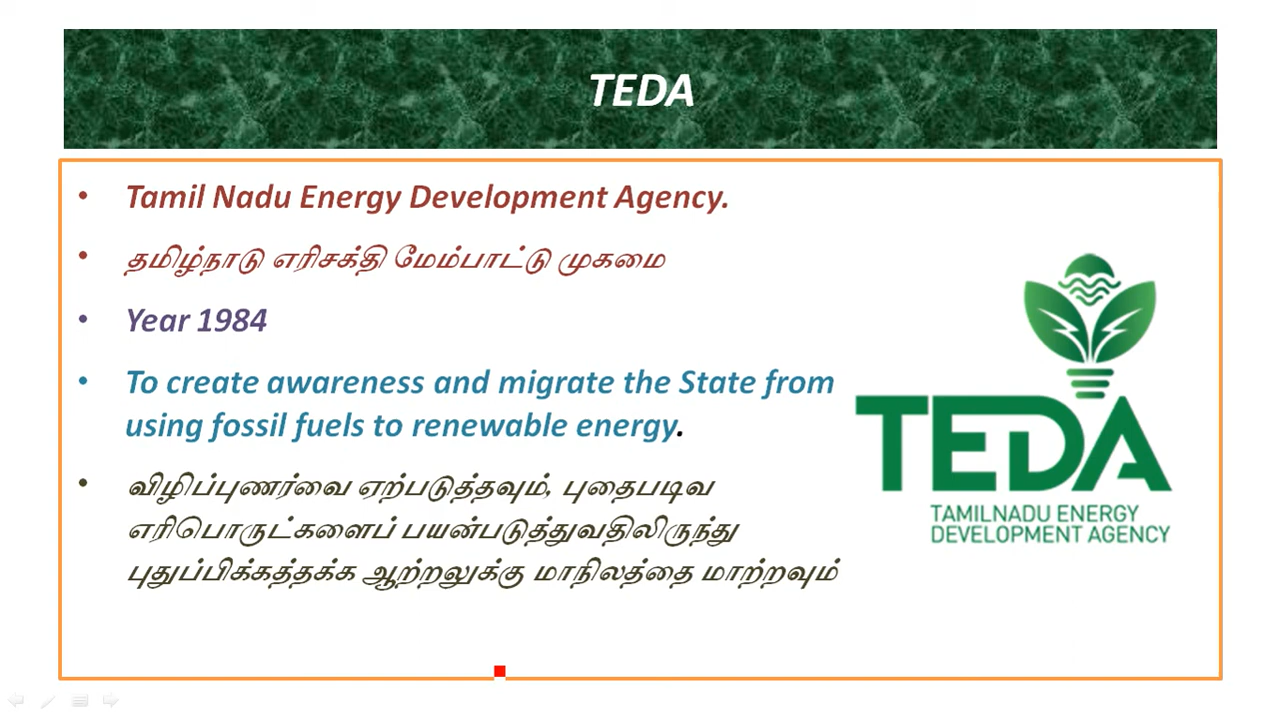 TEDA
• Tamil Nadu Energy Development Agency.
• தமிழ்நாடு எரிசக்தி மேம்பாட்டு முகமை
• Year 1984
• To create awareness and migrate the State from
using fossil fuels to renewable energy.
• விழிப்புணர்வை ஏற்படுத்தவும், புதைபடிவ
எரிபொருட்களைப் பயன்படுத்துவதிலிருந்து
புதுப்பிக்கத்தக்க ஆற்றலுக்கு மாநிலத்தை மாற்றவும்
TEDA
TAMILNADU ENERGY
DEVELOPMENT AGENCY